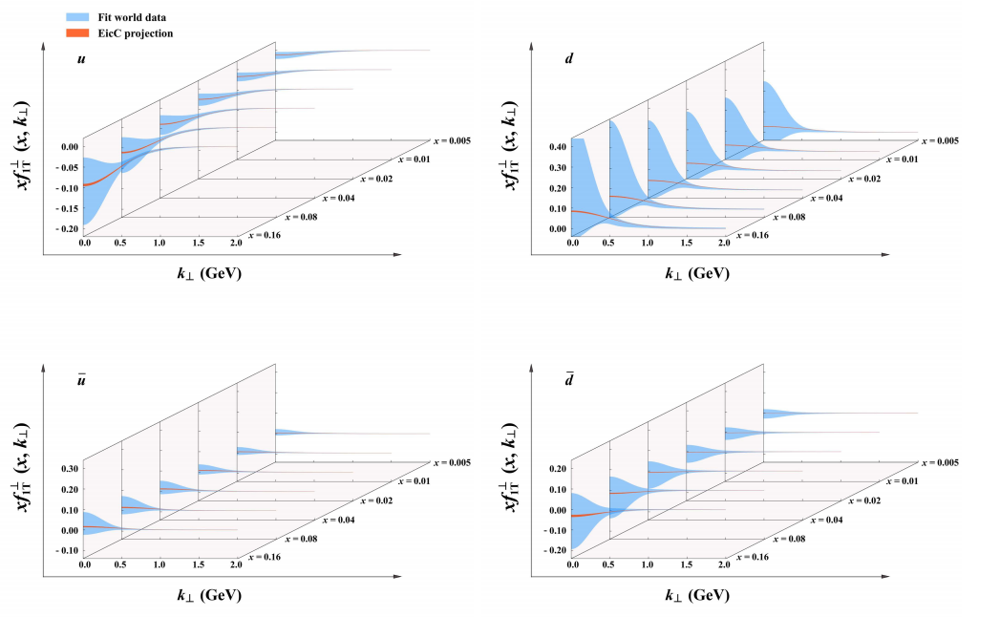 Fit world data
EicC projection
u
xf⊥1T (x, k⊥)
0.00
- 0.05
- 0.10
- 0.15
- 0.20
0.0 0.5 1.0 1.5 2.0
x = 0.005
x = 0.01
x = 0.02
x = 0.04
x = 0.08
x = 0.16
k⊥ (GeV)
d
xf⊥1T (x, k⊥)
0.40
0.30
0.20
0.10
0.00
0.0 0.5 1.0 1.5 2.0
x = 0.005
x = 0.01
x = 0.02
x = 0.04
x = 0.08
x = 0.16
k⊥ (GeV)
ū
xf⊥1T (x, k⊥)
0.30
0.20
0.10
0.00
- 0.10
0.0 0.5 1.0 1.5 2.0
x = 0.005
x = 0.01
x = 0.02
x = 0.04
x = 0.08
x = 0.16
k⊥ (GeV)
d̄
xf⊥1T (x, k⊥)
0.20
0.10
0.00
- 0.10
- 0.20
0.0 0.5 1.0 1.5 2.0
x = 0.005
x = 0.01
x = 0.02
x = 0.04
x = 0.08
x = 0.16
k⊥ (GeV)